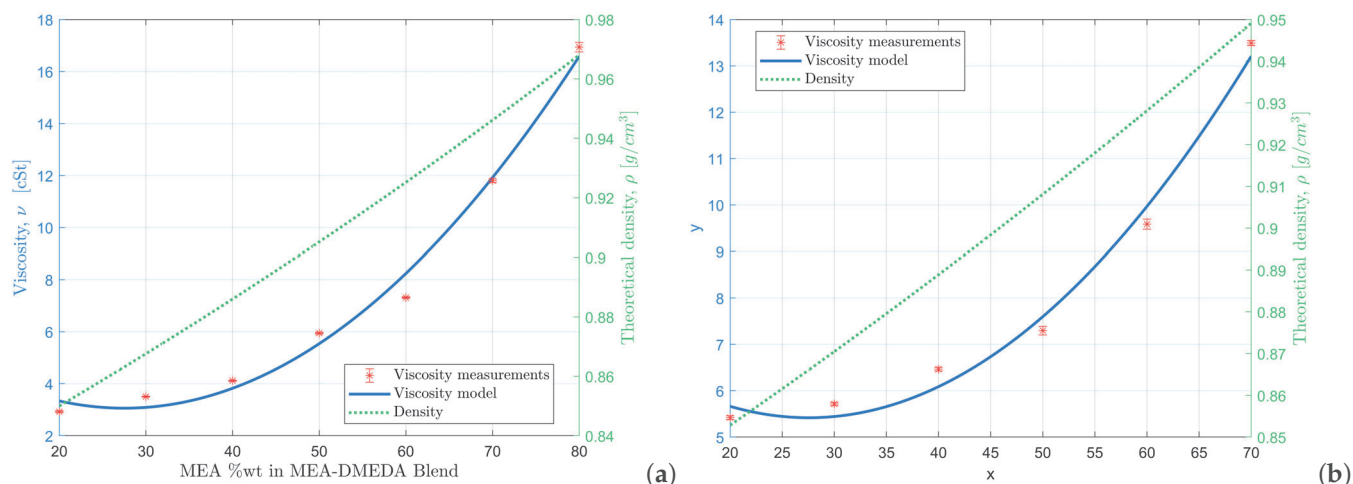 18
16
14
12
10
8
6
4
2
Viscosity, ν [cSt]
0.98
0.96
0.94
0.92
0.9
0.88
0.86
0.84
Theoretical density, ρ [g/cm³]
Viscosity measurements
Viscosity model
Density
20 30 40 50 60 70 80
MEA %wt in MEA-DMEDA Blend
(a)
14
13
12
11
10
9
8
7
6
5
y
Viscosity measurements
Viscosity model
Density
0.95
0.94
0.93
0.92
0.91
0.9
0.89
0.88
0.87
0.86
0.85
Theoretical density, ρ [g/cm³]
20 25 30 35 40 45 50 55 60 65 70
x
(b)